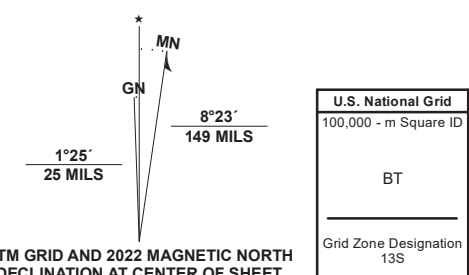 ★
MN
GN
8°23´
149 MILS
1°25´
25 MILS
TM GRID AND 2022 MAGNETIC NORTH
DECLINATION AT CENTER OF SHEET
U.S. National Grid
100,000 - m Square ID
BT
Grid Zone Designation
13S